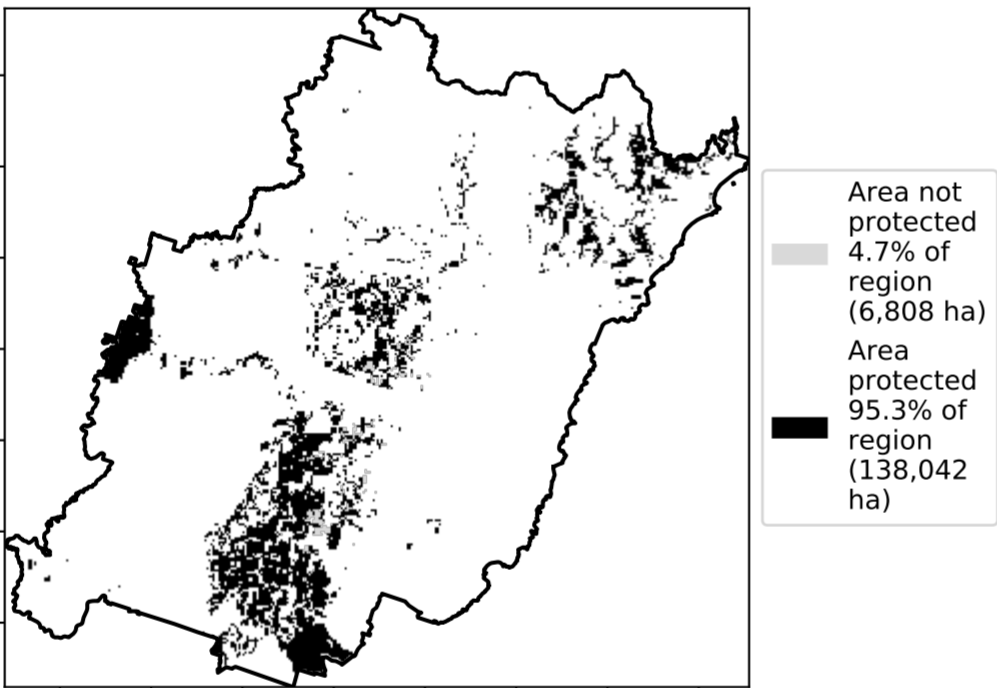 Area not
protected
4.7% of
region
(6,808 ha)
Area
protected
95.3% of
region
(138,042
ha)